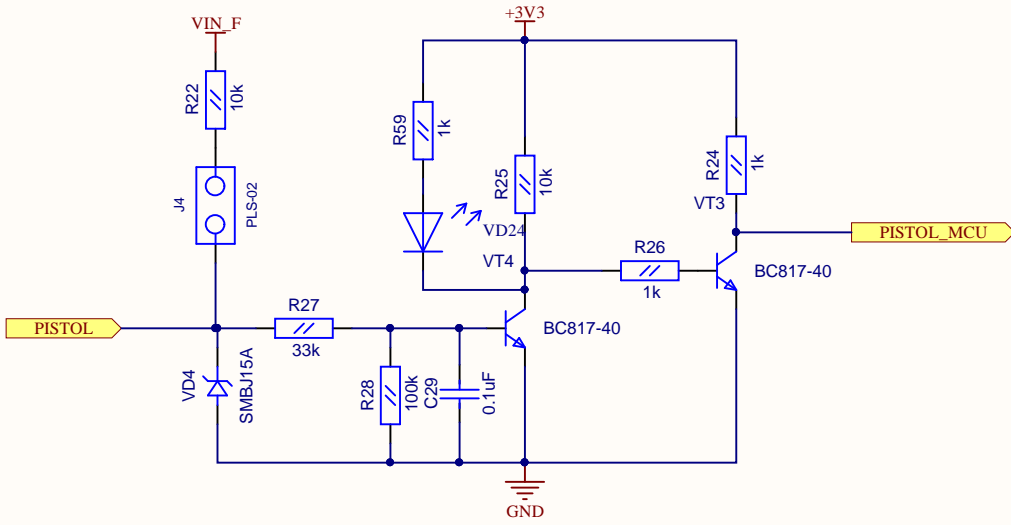 VIN_F
+3V3
R22
10k
R59
1k
R25
10k
R24
1k
J4
PLS-02
VD24
VT4
VT3
PISTOL_MCU
R26
1k
BC817-40
PISTOL
R27
33k
BC817-40
VD4
SMBJ15A
R28
100k
C29
0.1uF
GND